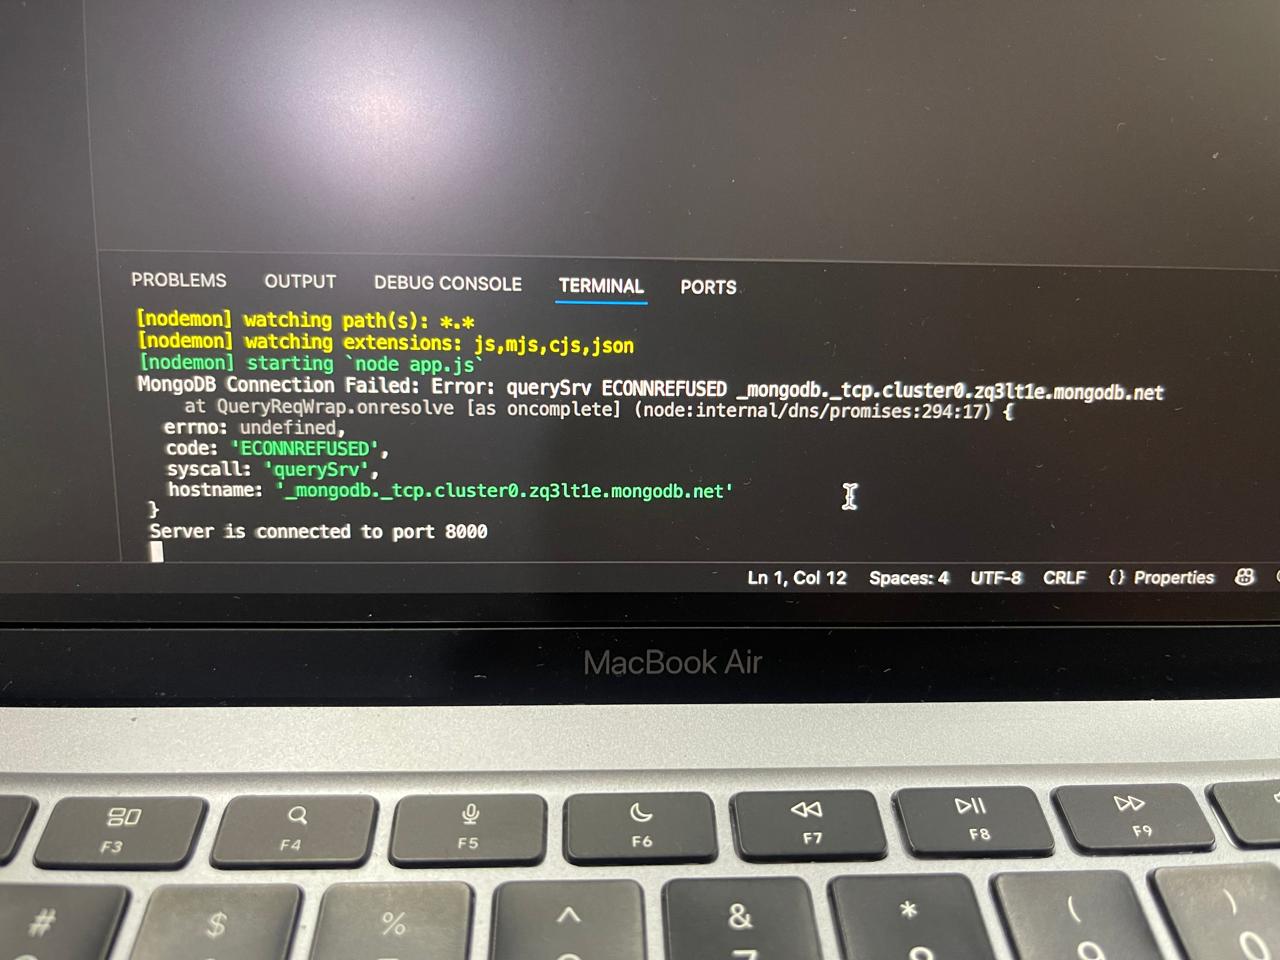 PROBLEMS OUTPUT DEBUG CONSOLE TERMINAL PORTS
[nodemon] watching path(s): *.*
[nodemon] watching extensions: js,mjs,cjs,json
[nodemon] starting `node app.js`
MongoDB Connection Failed: Error: querySrv ECONNREFUSED _mongodb._tcp.cluster0.zq3lt1e.mongodb.net
at QueryReqWrap.onresolve [as oncomplete] (node:internal/dns/promises:294:17) {
errno: undefined,
code: 'ECONNREFUSED',
syscall: 'querySrv',
hostname: '_mongodb._tcp.cluster0.zq3lt1e.mongodb.net'
}
Server is connected to port 8000
Ln 1, Col 12 Spaces: 4 UTF-8 CRLF {} Properties
MacBook Air
F3 F4 F5 F6 F7 F8 F9
# $ % ^ & * ( )